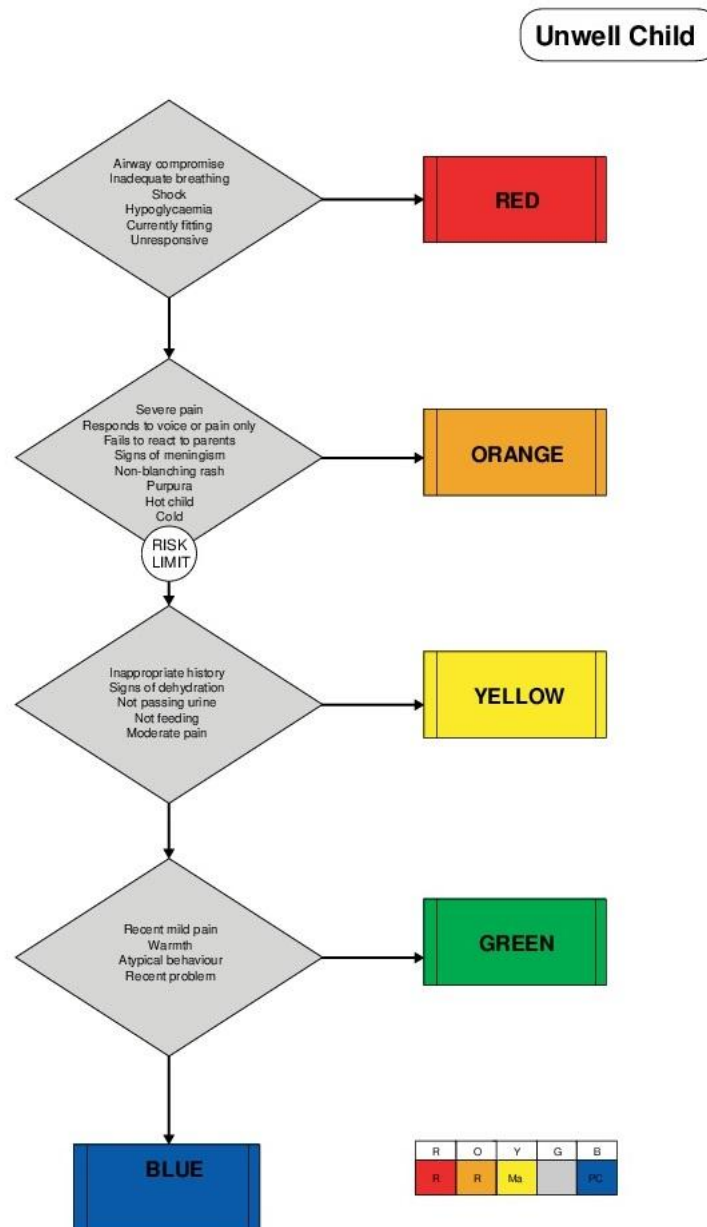 Unwell Child
Airway compromise
Inadequate breathing
Shock
Hypoglycaemia
Currently fitting
Unresponsive
RED
Severe pain
Responds to voice or pain only
Fails to react to parents
Signs of meningism
Non-blanching rash
Purpura
Hot child
Cold
ORANGE
RISK
LIMIT
Inappropriate history
Signs of dehydration
Not passing urine
Not feeding
Moderate pain
YELLOW
Recent mild pain
Warmth
Atypical behaviour
Recent problem
GREEN
BLUE
R O Y G B
R R Ma PC